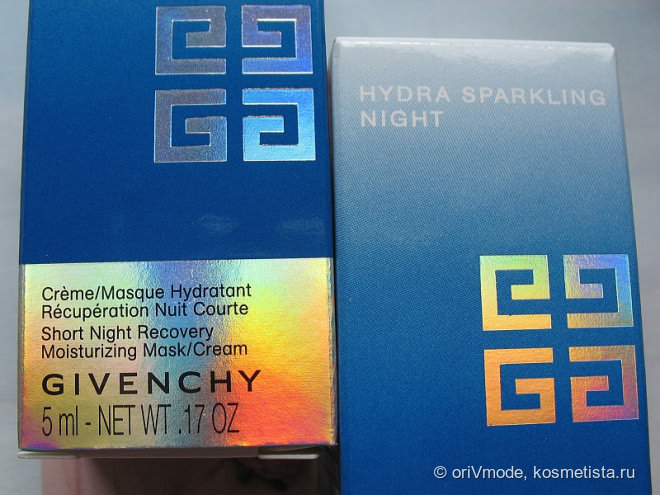 Crème/Masque Hydratant
Récupération Nuit Courte
Short Night Recovery
Moisturizing Mask/Cream
GIVENCHY
5 ml - NET WT .17 OZ
HYDRA SPARKLING
NIGHT
© oriVmode, kosmetista.ru